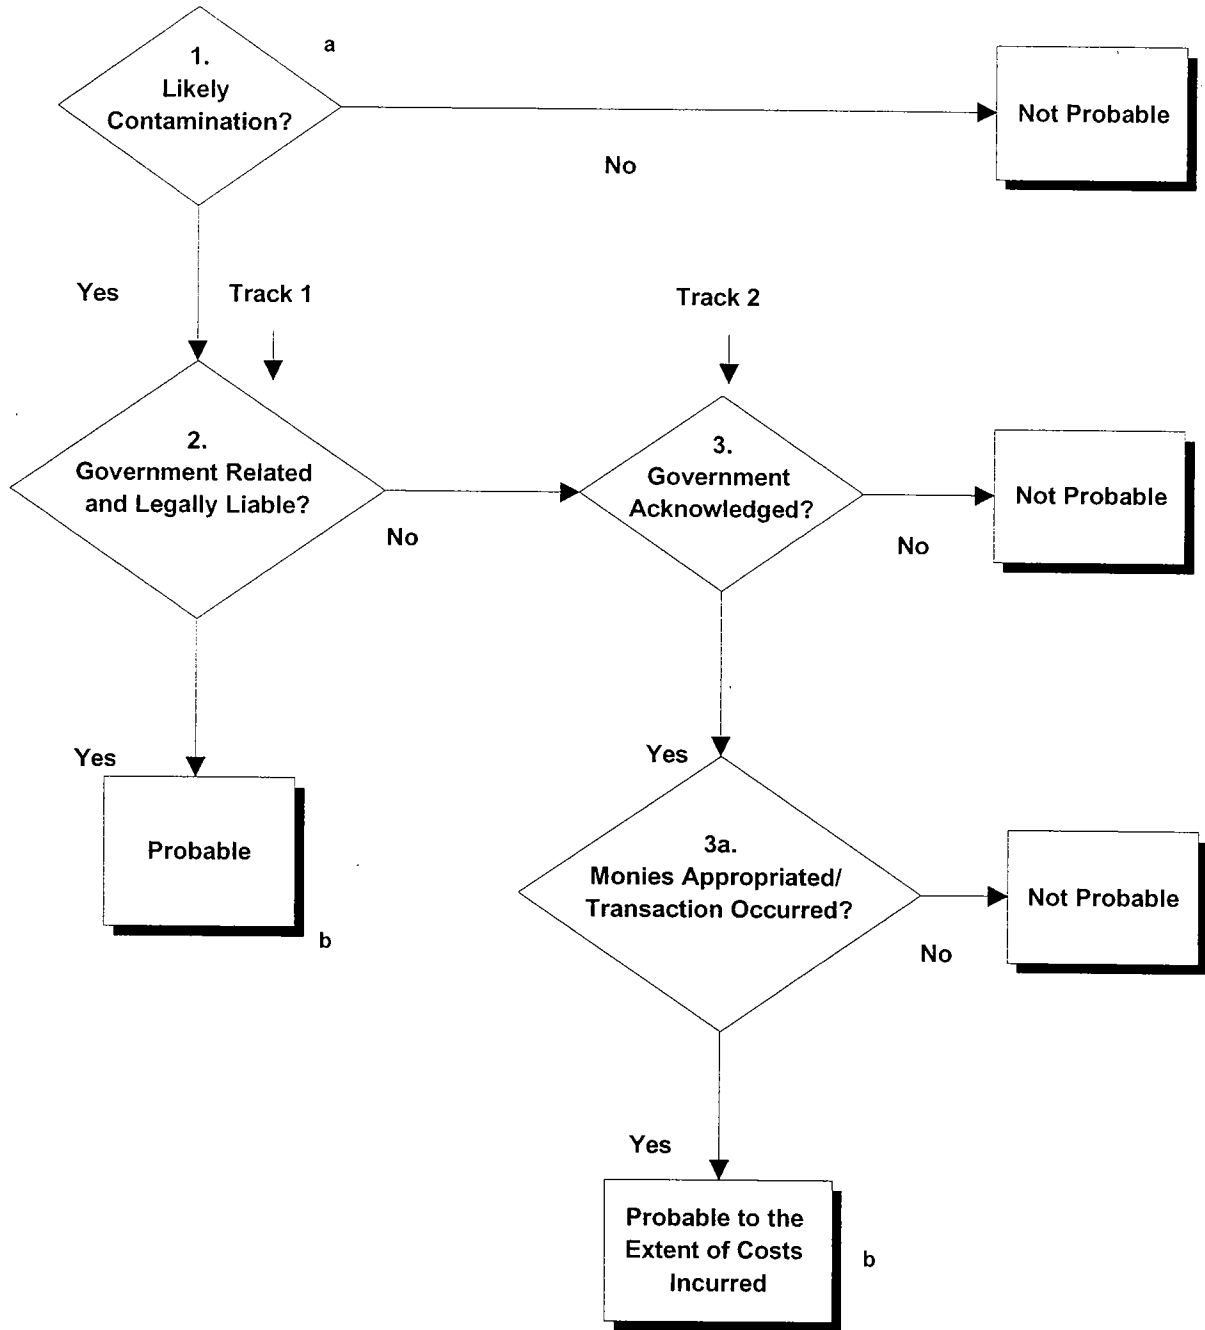 a
1.
Likely
Contamination?
Not Probable
No
Yes
Track 1
Track 2
2.
Government Related
and Legally Liable?
No
3.
Government
Acknowledged?
No
Not Probable
Yes
Probable
b
Yes
3a.
Monies Appropriated/
Transaction Occurred?
No
Not Probable
Yes
Probable to the
Extent of Costs
Incurred
b